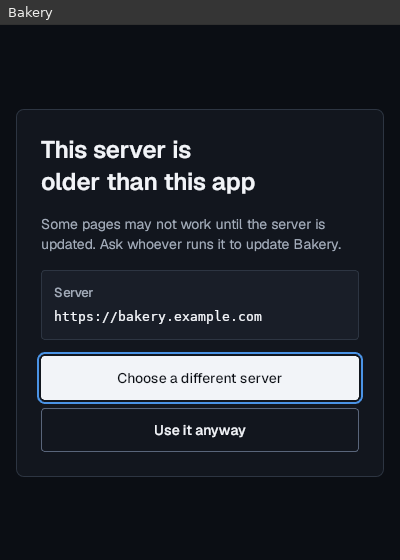 Bakery
This server is
older than this app
Some pages may not work until the server is
updated. Ask whoever runs it to update Bakery.
Server
https://bakery.example.com
Choose a different server
Use it anyway